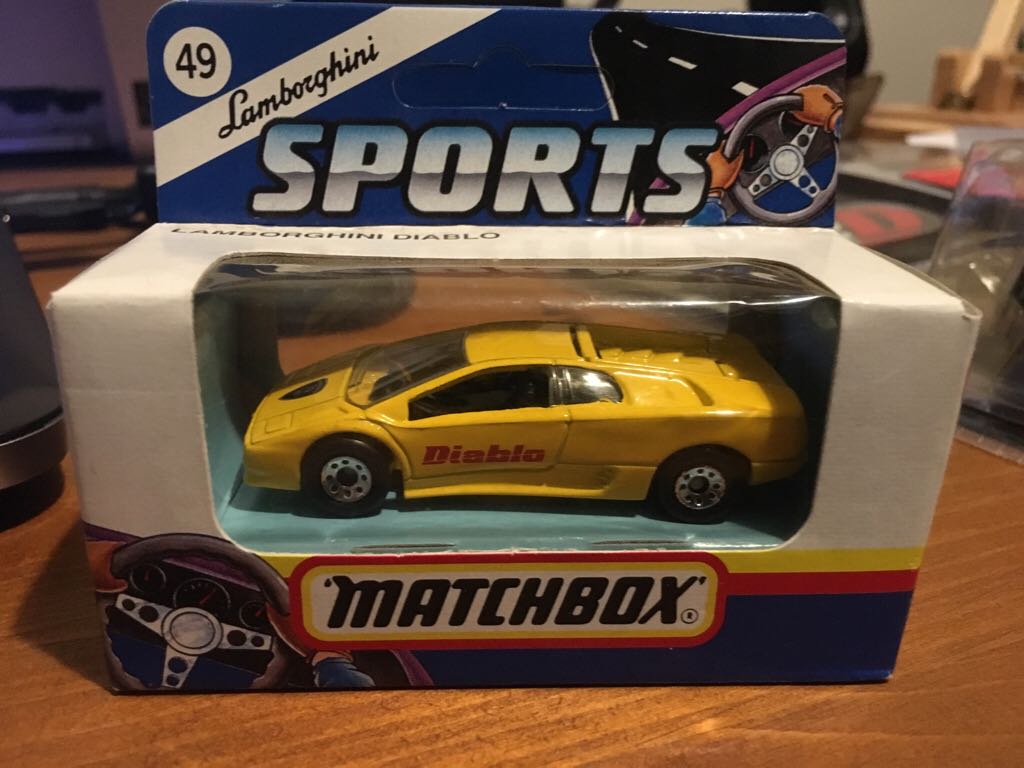 49
Lamborghini
SPORTS
LAMBORGHINI DIABLO
Diablo
"MATCHBOX"®